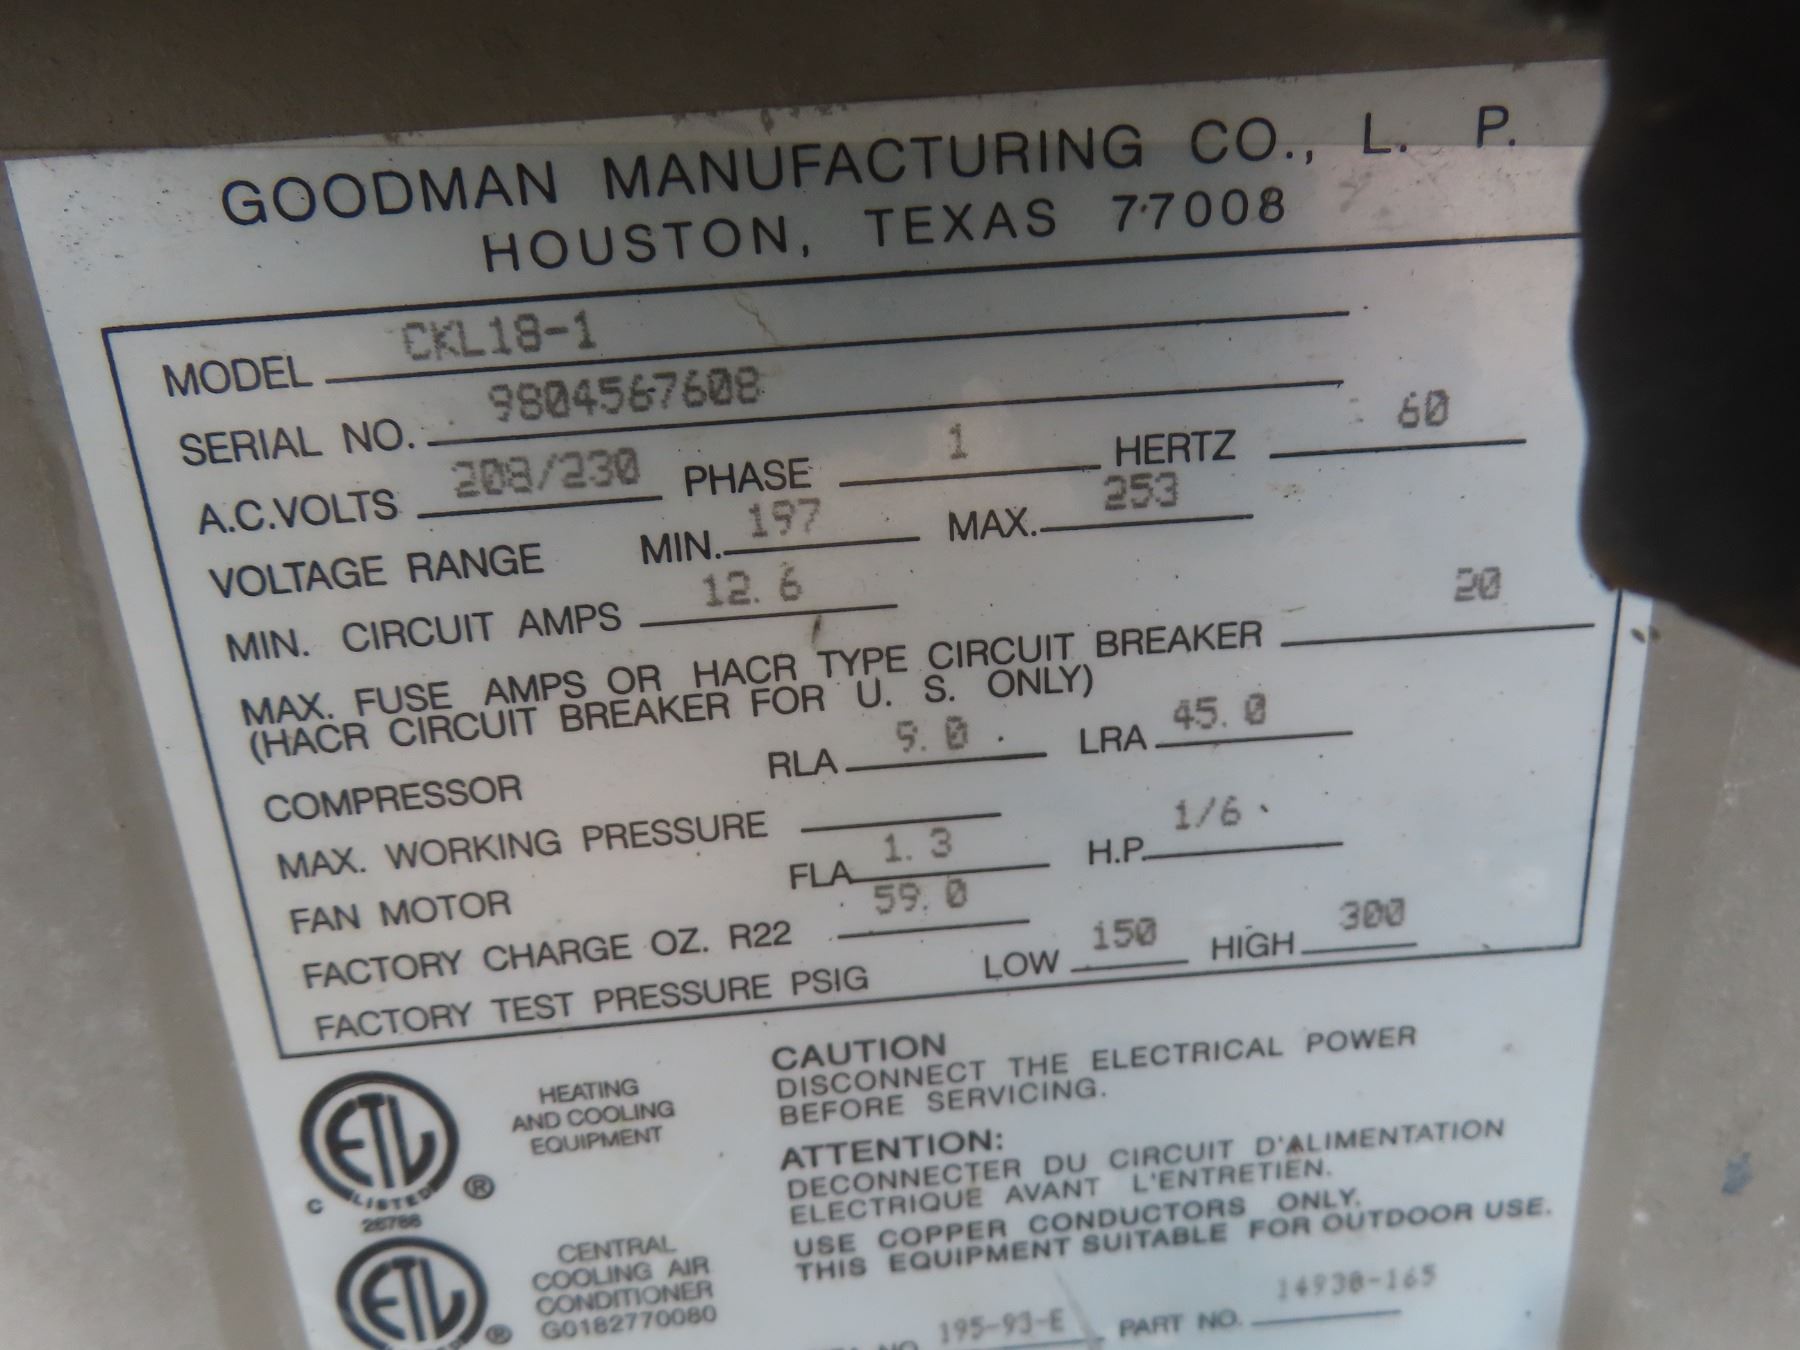 GOODMAN MANUFACTURING CO., L. P.
HOUSTON, TEXAS 77008
MODEL CKL18-1
SERIAL NO. 9804567608
A.C.VOLTS 208/230 PHASE 1 HERTZ 60
VOLTAGE RANGE MIN. 197 MAX. 253
MIN. CIRCUIT AMPS 12.6
MAX. FUSE AMPS OR HACR TYPE CIRCUIT BREAKER 20
(HACR CIRCUIT BREAKER FOR U. S. ONLY)
COMPRESSOR RLA 9.0 LRA 45.0
MAX. WORKING PRESSURE
FAN MOTOR FLA 1.3 H.P. 1/6
FACTORY CHARGE OZ. R22 59.0
FACTORY TEST PRESSURE PSIG LOW 150 HIGH 300
ETL
C LISTED ®
26786
HEATING
AND COOLING
EQUIPMENT
CAUTION
DISCONNECT THE ELECTRICAL POWER
BEFORE SERVICING.
ATTENTION:
DECONNECTER DU CIRCUIT D'ALIMENTATION
ELECTRIQUE AVANT L'ENTRETIEN.
USE COPPER CONDUCTORS ONLY.
THIS EQUIPMENT SUITABLE FOR OUTDOOR USE.
ETL ®
CENTRAL
COOLING AIR
CONDITIONER
G0182770080
NO 195-93-E PART NO. 14938-165